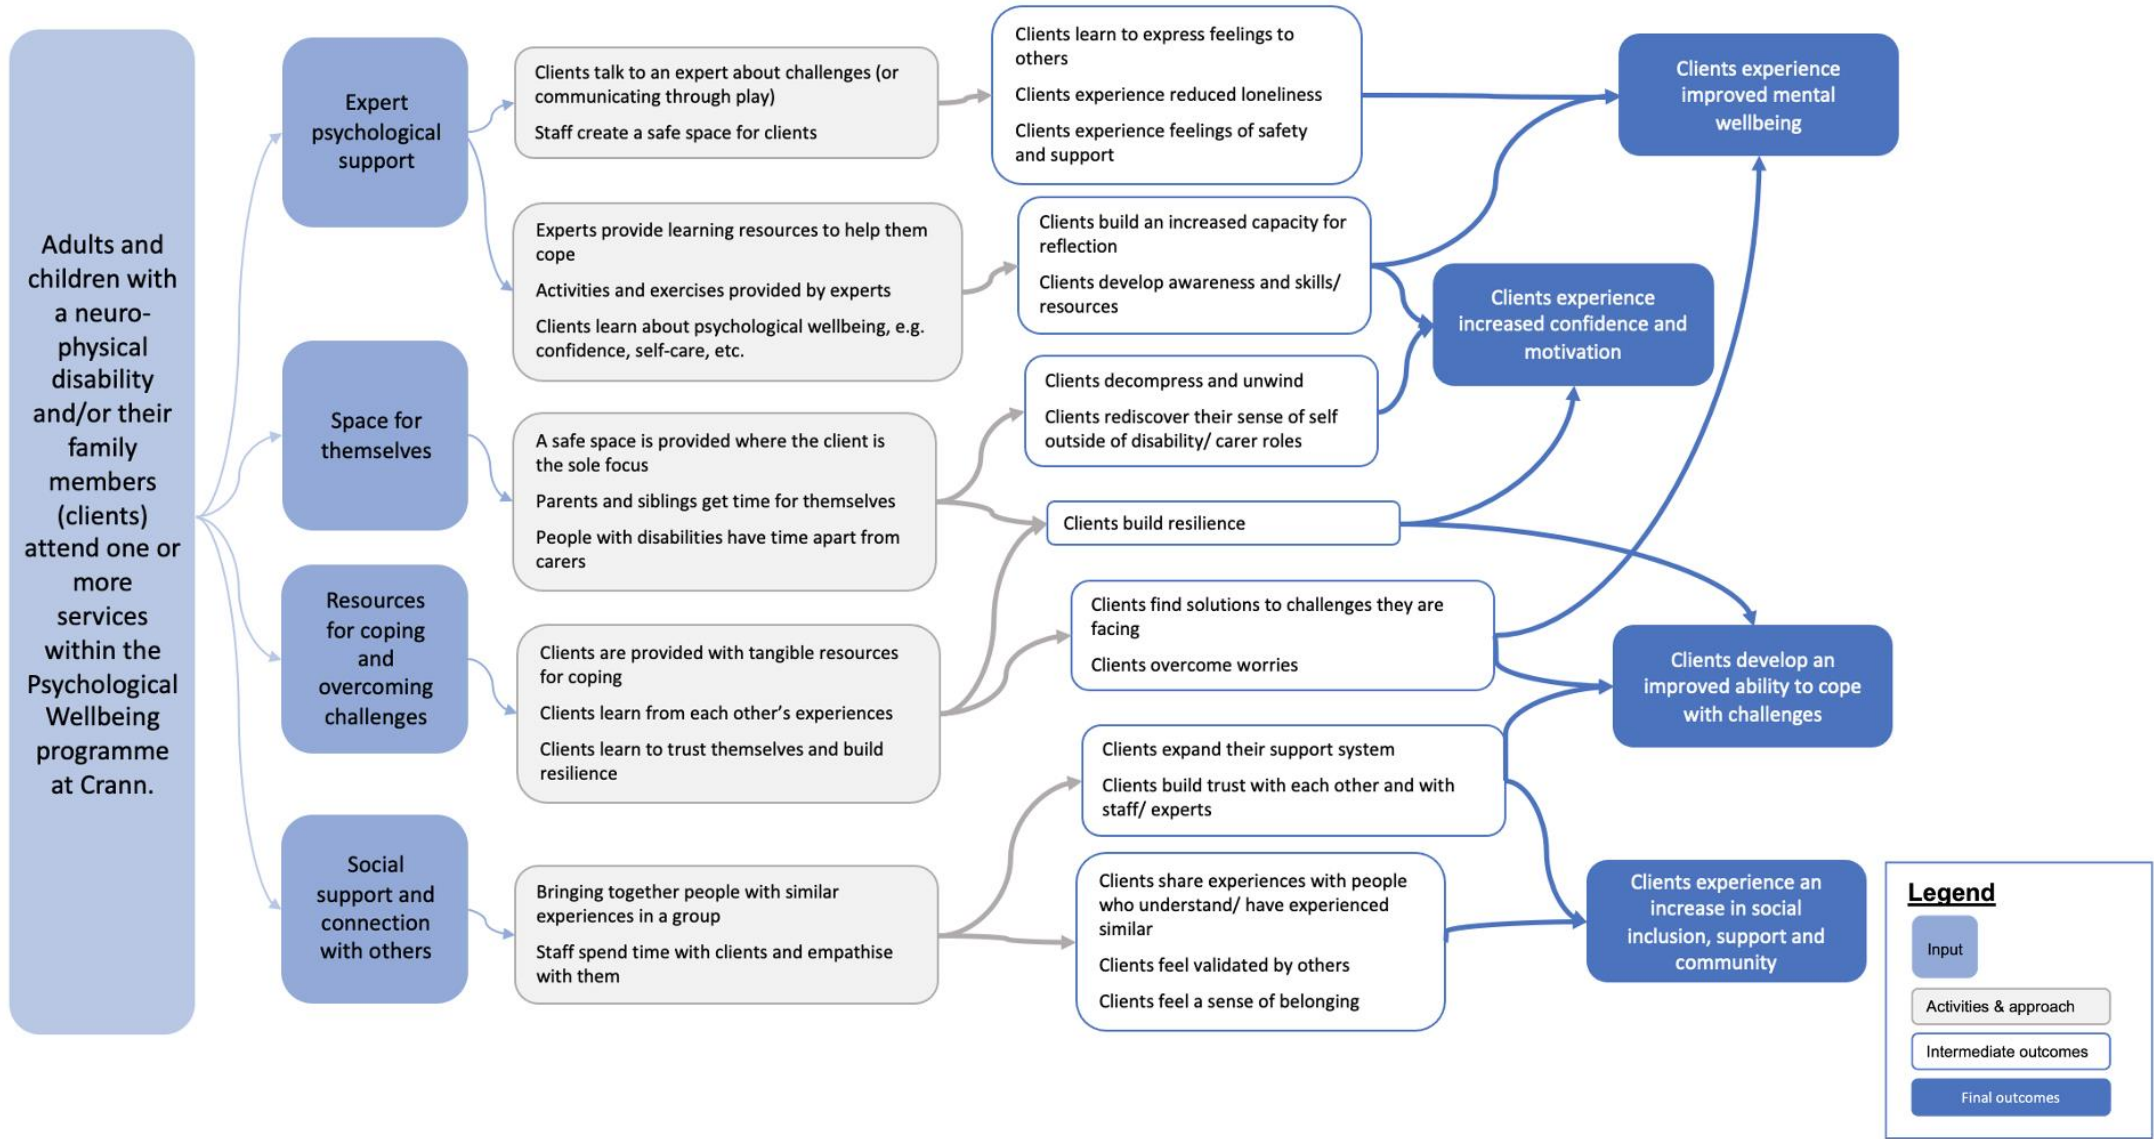 Adults and
children with
a neuro-
physical
disability
and/or their
family
members
(clients)
attend one or
more
services
within the
Psychological
Wellbeing
programme
at Crann.
Expert
psychological
support
Space for
themselves
Resources
for coping
and
overcoming
challenges
Social
support and
connection
with others
Clients talk to an expert about challenges (or
communicating through play)
Staff create a safe space for clients
Experts provide learning resources to help them
cope
Activities and exercises provided by experts
Clients learn about psychological wellbeing, e.g.
confidence, self-care, etc.
A safe space is provided where the client is
the sole focus
Parents and siblings get time for themselves
People with disabilities have time apart from
carers
Clients are provided with tangible resources
for coping
Clients learn from each other’s experiences
Clients learn to trust themselves and build
resilience
Bringing together people with similar
experiences in a group
Staff spend time with clients and empathise
with them
Clients learn to express feelings to
others
Clients experience reduced loneliness
Clients experience feelings of safety
and support
Clients build an increased capacity for
reflection
Clients develop awareness and skills/
resources
Clients decompress and unwind
Clients rediscover their sense of self
outside of disability/ carer roles
Clients build resilience
Clients find solutions to challenges they are
facing
Clients overcome worries
Clients expand their support system
Clients build trust with each other and with
staff/ experts
Clients share experiences with people
who understand/ have experienced
similar
Clients feel validated by others
Clients feel a sense of belonging
Clients experience
improved mental
wellbeing
Clients experience
increased confidence and
motivation
Clients develop an
improved ability to cope
with challenges
Clients experience an
increase in social
inclusion, support and
community
Legend
Input
Activities & approach
Intermediate outcomes
Final outcomes